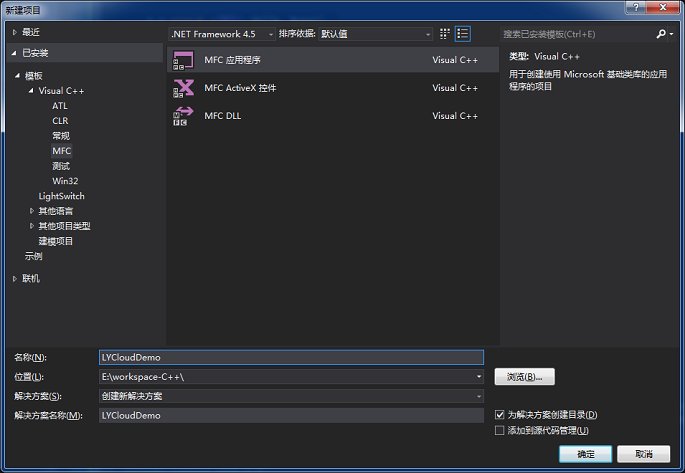 新建项目
最近
.NET Framework 4.5 排序依据: 默认值 搜索已安装模板(Ctrl+E)
已安装
模板
Visual C++
ATL
CLR
常规
MFC
测试
Win32
LightSwitch
其他语言
其他项目类型
建模项目
示例
联机
MFC 应用程序 Visual C++
MFC ActiveX 控件 Visual C++
MFC DLL Visual C++
类型: Visual C++
用于创建使用 Microsoft 基础类库的应用
程序的项目
名称(N): LYCloudDemo
位置(L): E:\workspace-C++\ 浏览(B)...
解决方案(S): 创建新解决方案
解决方案名称(M): LYCloudDemo 为解决方案创建目录(D)
添加到源代码管理(U)
确定 取消